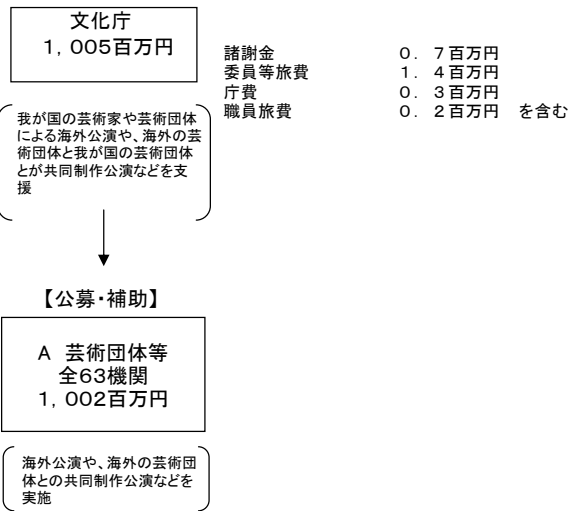 文化庁
1,005百万円
諸謝金 0.7百万円
委員等旅費 1.4百万円
庁費 0.3百万円
職員旅費 0.2百万円 を含む
我が国の芸術家や芸術団体
による海外公演や、海外の芸
術団体と我が国の芸術団体
とが共同制作公演などを支
援
【公募・補助】
A 芸術団体等
全63機関
1,002百万円
海外公演や、海外の芸術団
体との共同制作公演などを
実施